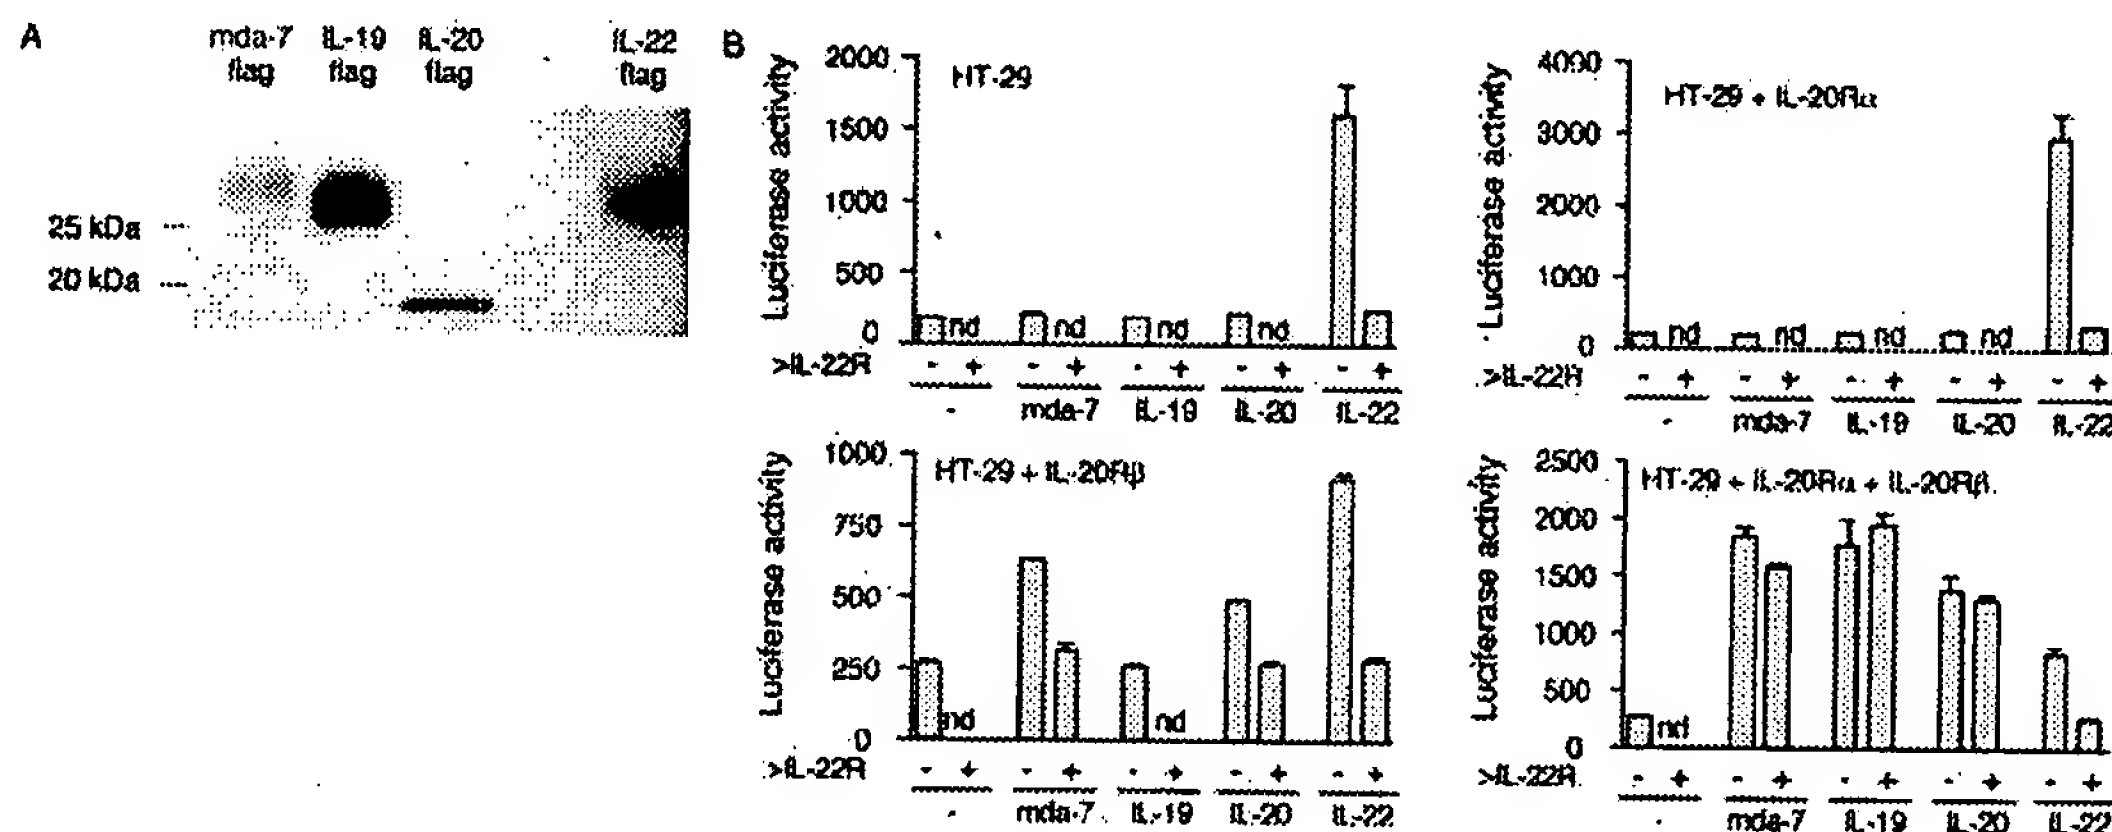 A
mda-7 IL-19 IL-20 IL-22
flag flag flag flag
25 kDa
20 kDa
B
HT-29
Luciferase activity
2000
1500
1000
500
0
nd nd nd nd
>IL-22R - + - + - + - + - +
- mda-7 IL-19 IL-20 IL-22
HT-29 + IL-20Rα
Luciferase activity
4000
3000
2000
1000
0
nd nd nd nd
>IL-22R - + - + - + - + - +
- mda-7 IL-19 IL-20 IL-22
HT-29 + IL-20Rβ
Luciferase activity
1000
750
500
250
0
nd nd
>IL-22R - + - + - + - + - +
- mda-7 IL-19 IL-20 IL-22
HT-29 + IL-20Rα + IL-20Rβ
Luciferase activity
2500
2000
1500
1000
500
0
nd
>IL-22R - + - + - + - + - +
- mda-7 IL-19 IL-20 IL-22